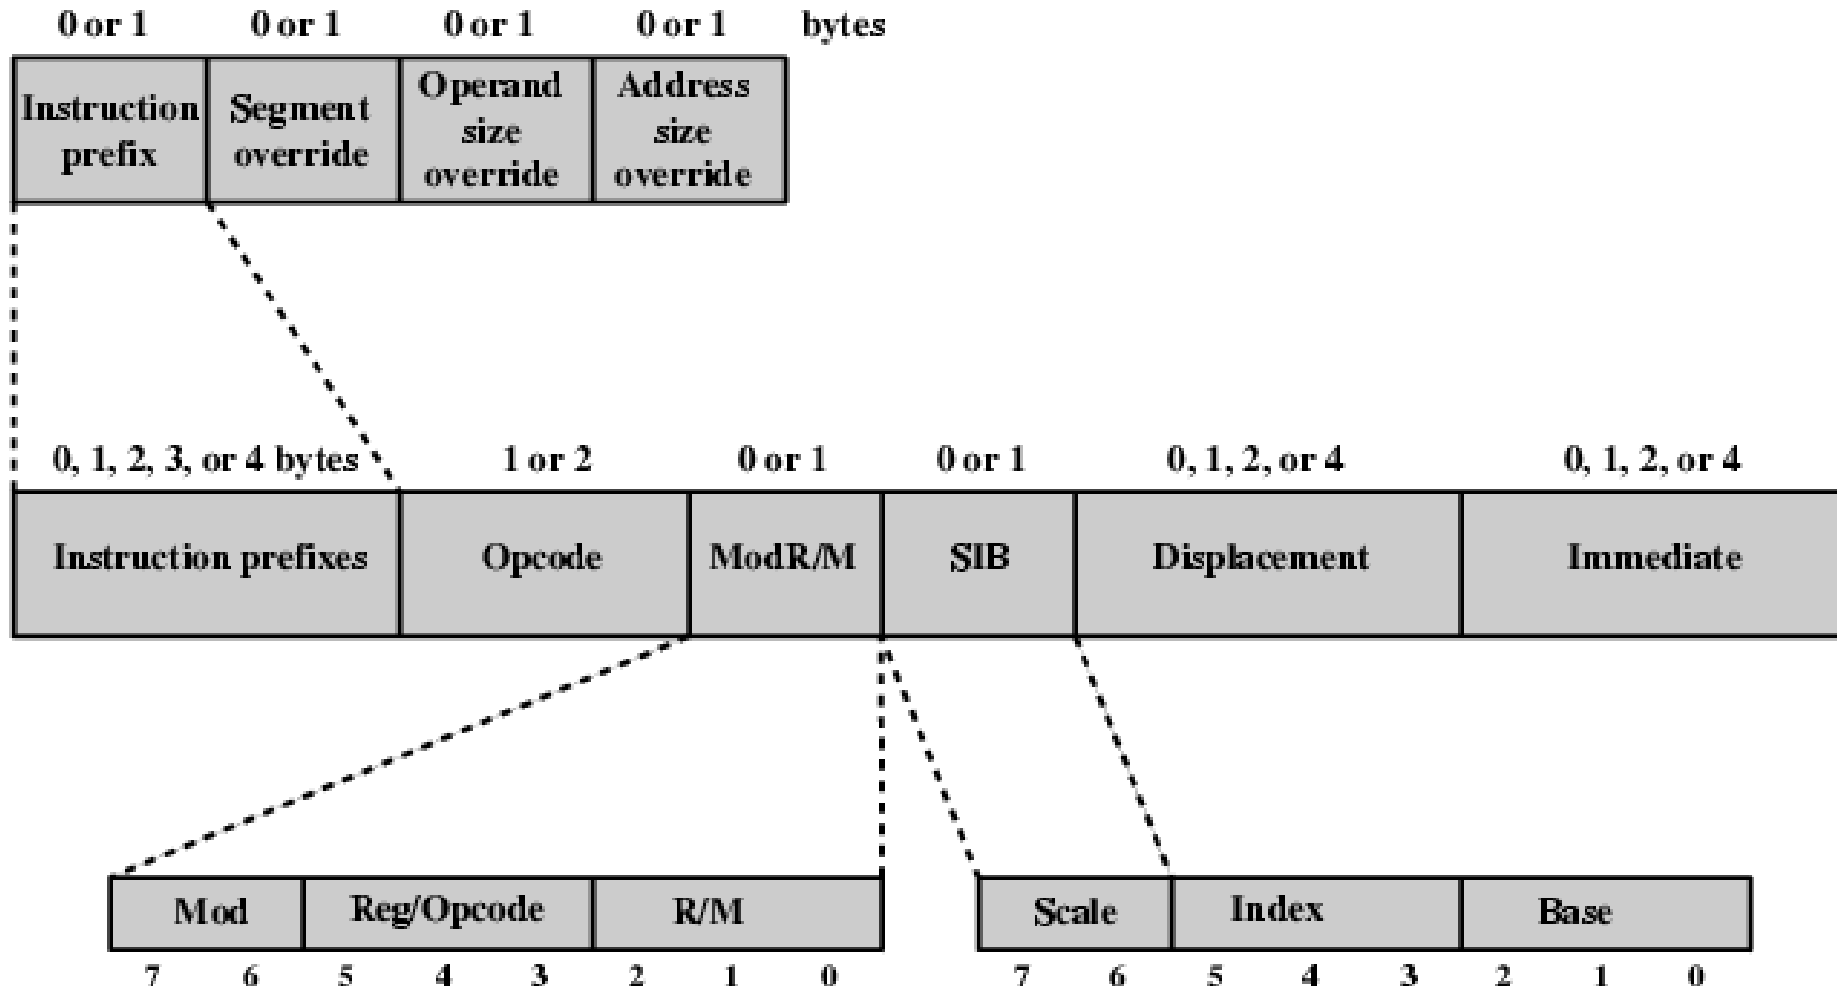 0 or 1 0 or 1 0 or 1 0 or 1 bytes
Instruction prefix
Segment override
Operand size override
Address size override
0, 1, 2, 3, or 4 bytes 1 or 2 0 or 1 0 or 1 0, 1, 2, or 4 0, 1, 2, or 4
Instruction prefixes Opcode ModR/M SIB Displacement Immediate
Mod Reg/Opcode R/M Scale Index Base
7 6 5 4 3 2 1 0 7 6 5 4 3 2 1 0